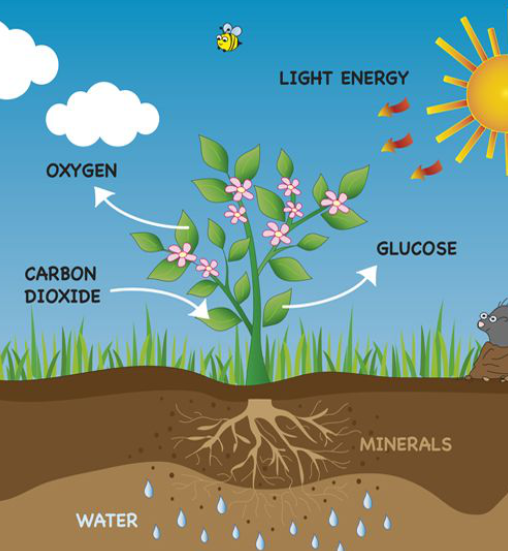 LIGHT ENERGY
OXYGEN
GLUCOSE
CARBON
DIOXIDE
MINERALS
WATER